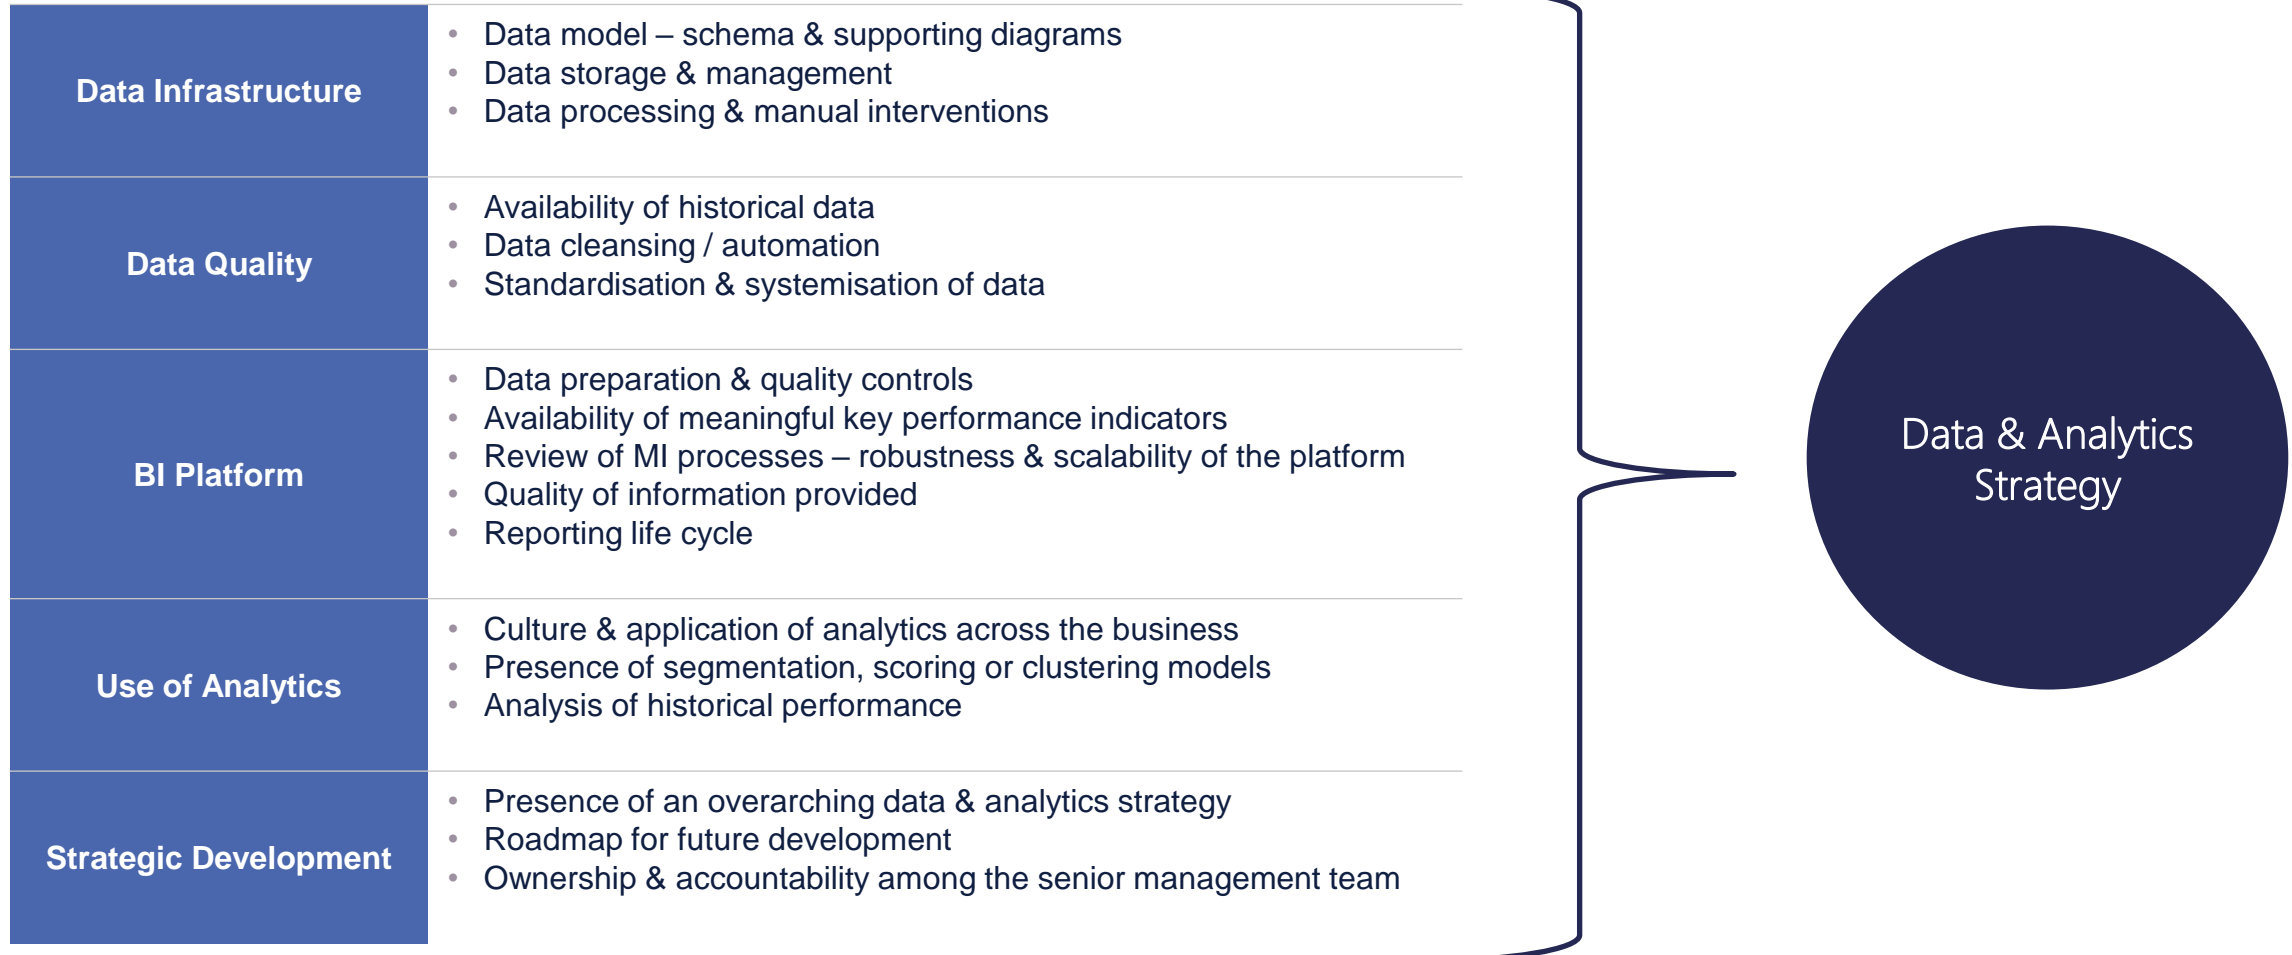 Data Infrastructure
• Data model – schema & supporting diagrams
• Data storage & management
• Data processing & manual interventions
Data Quality
• Availability of historical data
• Data cleansing / automation
• Standardisation & systemisation of data
BI Platform
• Data preparation & quality controls
• Availability of meaningful key performance indicators
• Review of MI processes – robustness & scalability of the platform
• Quality of information provided
• Reporting life cycle
Use of Analytics
• Culture & application of analytics across the business
• Presence of segmentation, scoring or clustering models
• Analysis of historical performance
Strategic Development
• Presence of an overarching data & analytics strategy
• Roadmap for future development
• Ownership & accountability among the senior management team
Data & Analytics
Strategy